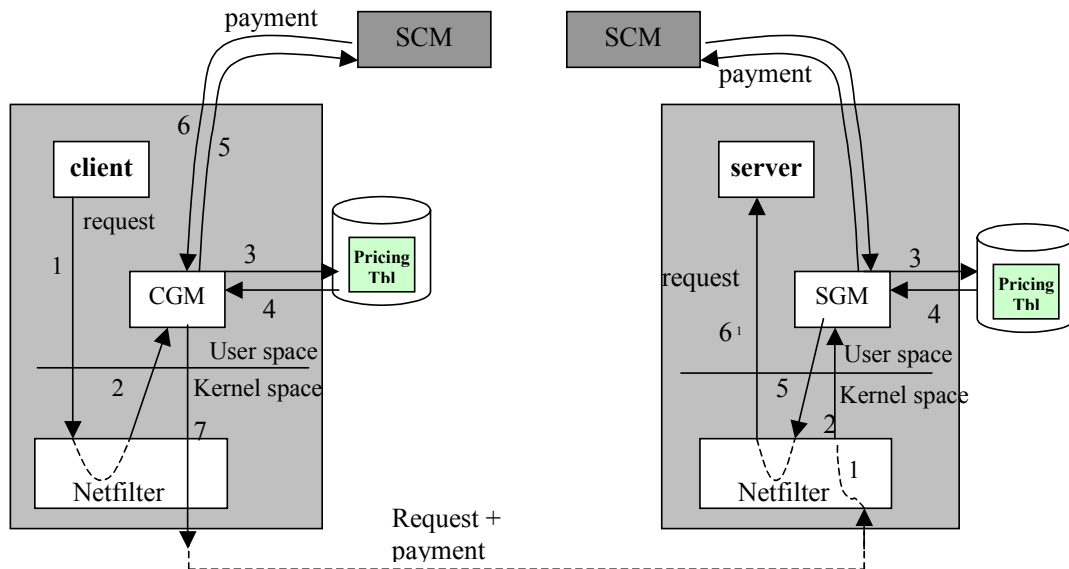 payment
SCM
6
5
client
request
1
3
Pricing
Tbl
CGM
4
2
User space
Kernel space
7
Netfilter
SCM
payment
server
request
3
Pricing
Tbl
SGM
4
6 1
User space
5
Kernel space
2
1
Netfilter
Request +
payment